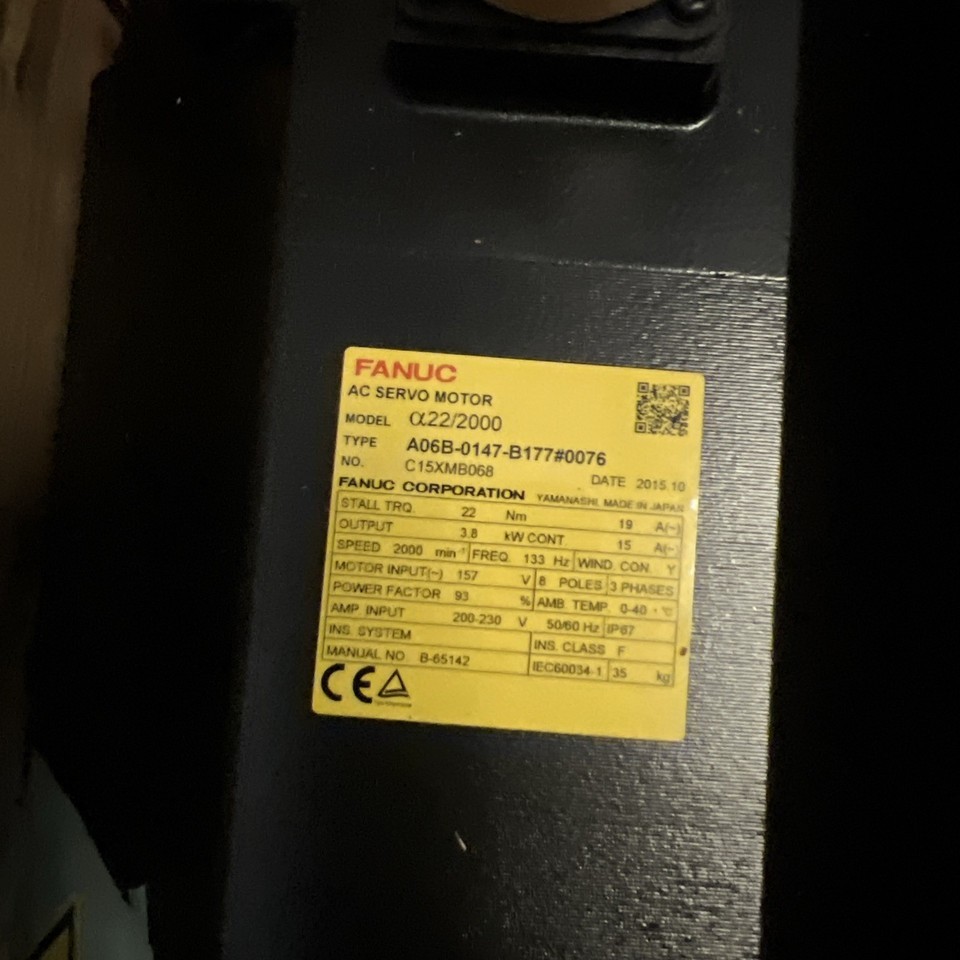 FANUC
AC SERVO MOTOR
MODEL α22/2000
TYPE A06B-0147-B177#0076
NO. C15XMB068
DATE 2015.10
FANUC CORPORATION YAMANASHI, MADE IN JAPAN
STALL TRQ. 22 Nm 19 A(~)
OUTPUT 3.8 kW CONT 15 A(~)
SPEED 2000 min⁻¹ FREQ. 133 Hz WIND. CON. Y
MOTOR INPUT(~) 157 V 8 POLES 3 PHASES
POWER FACTOR 93 % AMB. TEMP. 0-40 °C
AMP. INPUT 200-230 V 50/60 Hz IP67
INS. SYSTEM INS. CLASS F
MANUAL NO. B-65142 IEC60034-1 35 kg
CE